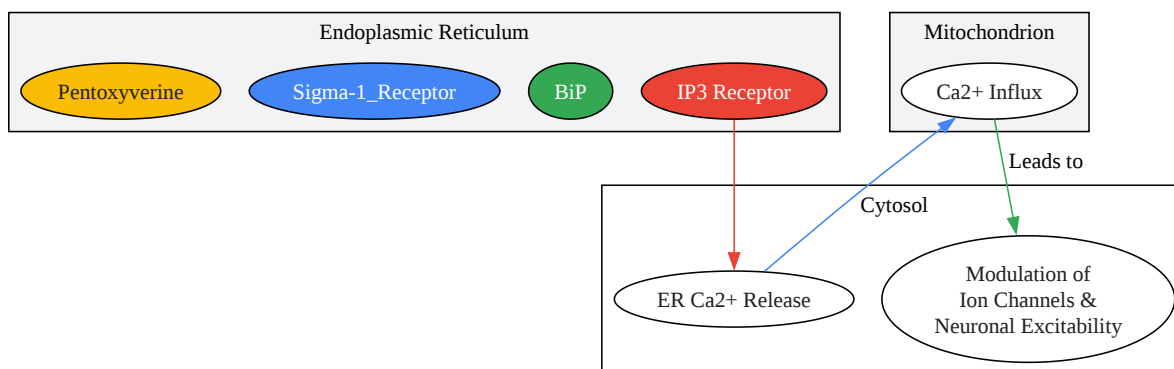 Endoplasmic Reticulum
Mitochondrion
Pentoxyverine
Sigma-1_Receptor
BiP
IP3 Receptor
Ca2+ Influx
Leads to
Cytosol
ER Ca2+ Release
Modulation of
Ion Channels &
Neuronal Excitability